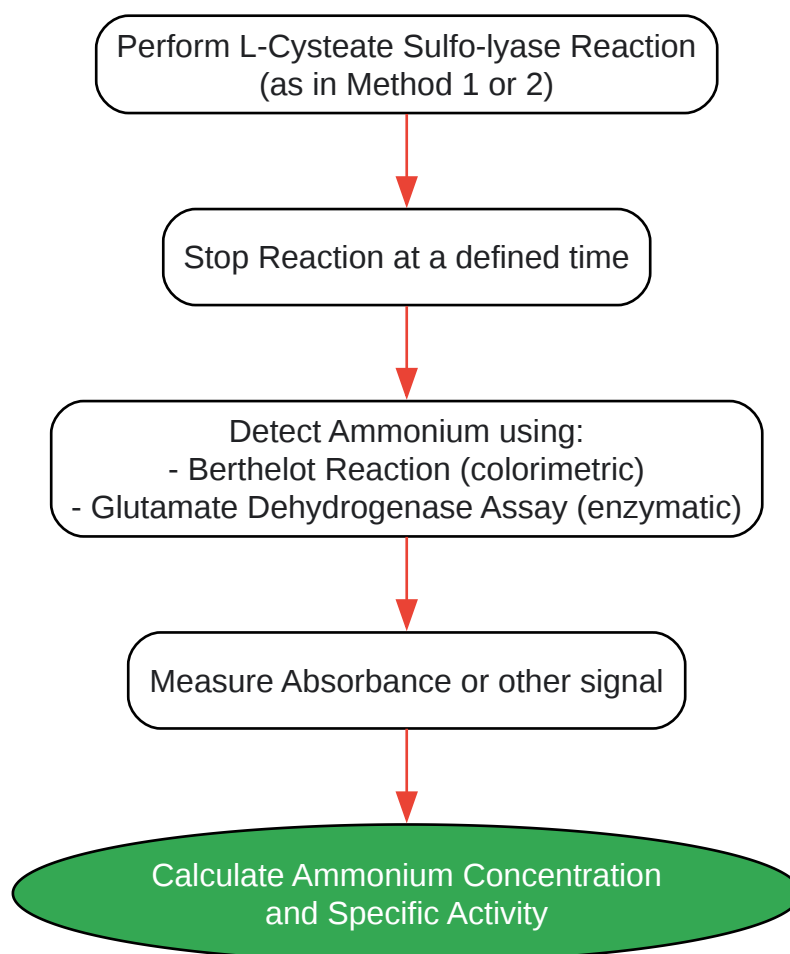 Perform L-Cysteate Sulfo-lyase Reaction
(as in Method 1 or 2)
Stop Reaction at a defined time
Detect Ammonium using:
- Berthelot Reaction (colorimetric)
- Glutamate Dehydrogenase Assay (enzymatic)
Measure Absorbance or other signal
Calculate Ammonium Concentration
and Specific Activity